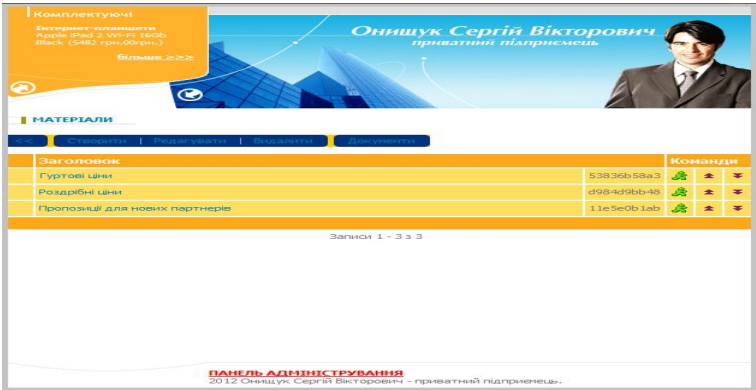 Комплектуючі
Інтернет-планшети
Apple iPad 2 Wi-Fi 16Gb
Black (5482 грн.00грн.)
більше >>>
Онищук Сергій Вікторович
приватний підприємець
МАТЕРІАЛИ
<< Створити | Редагувати | Видалити Документи
Заголовок Команди
Гуртові ціни 53836b58a3
Роздрібні ціни d984d9bb48
Пропозиції для нових партнерів 11e5e0b1ab
Записи 1 - 3 з 3
ПАНЕЛЬ АДМІНІСТРУВАННЯ
2012 Онищук Сергій Вікторович - приватний підприємець.